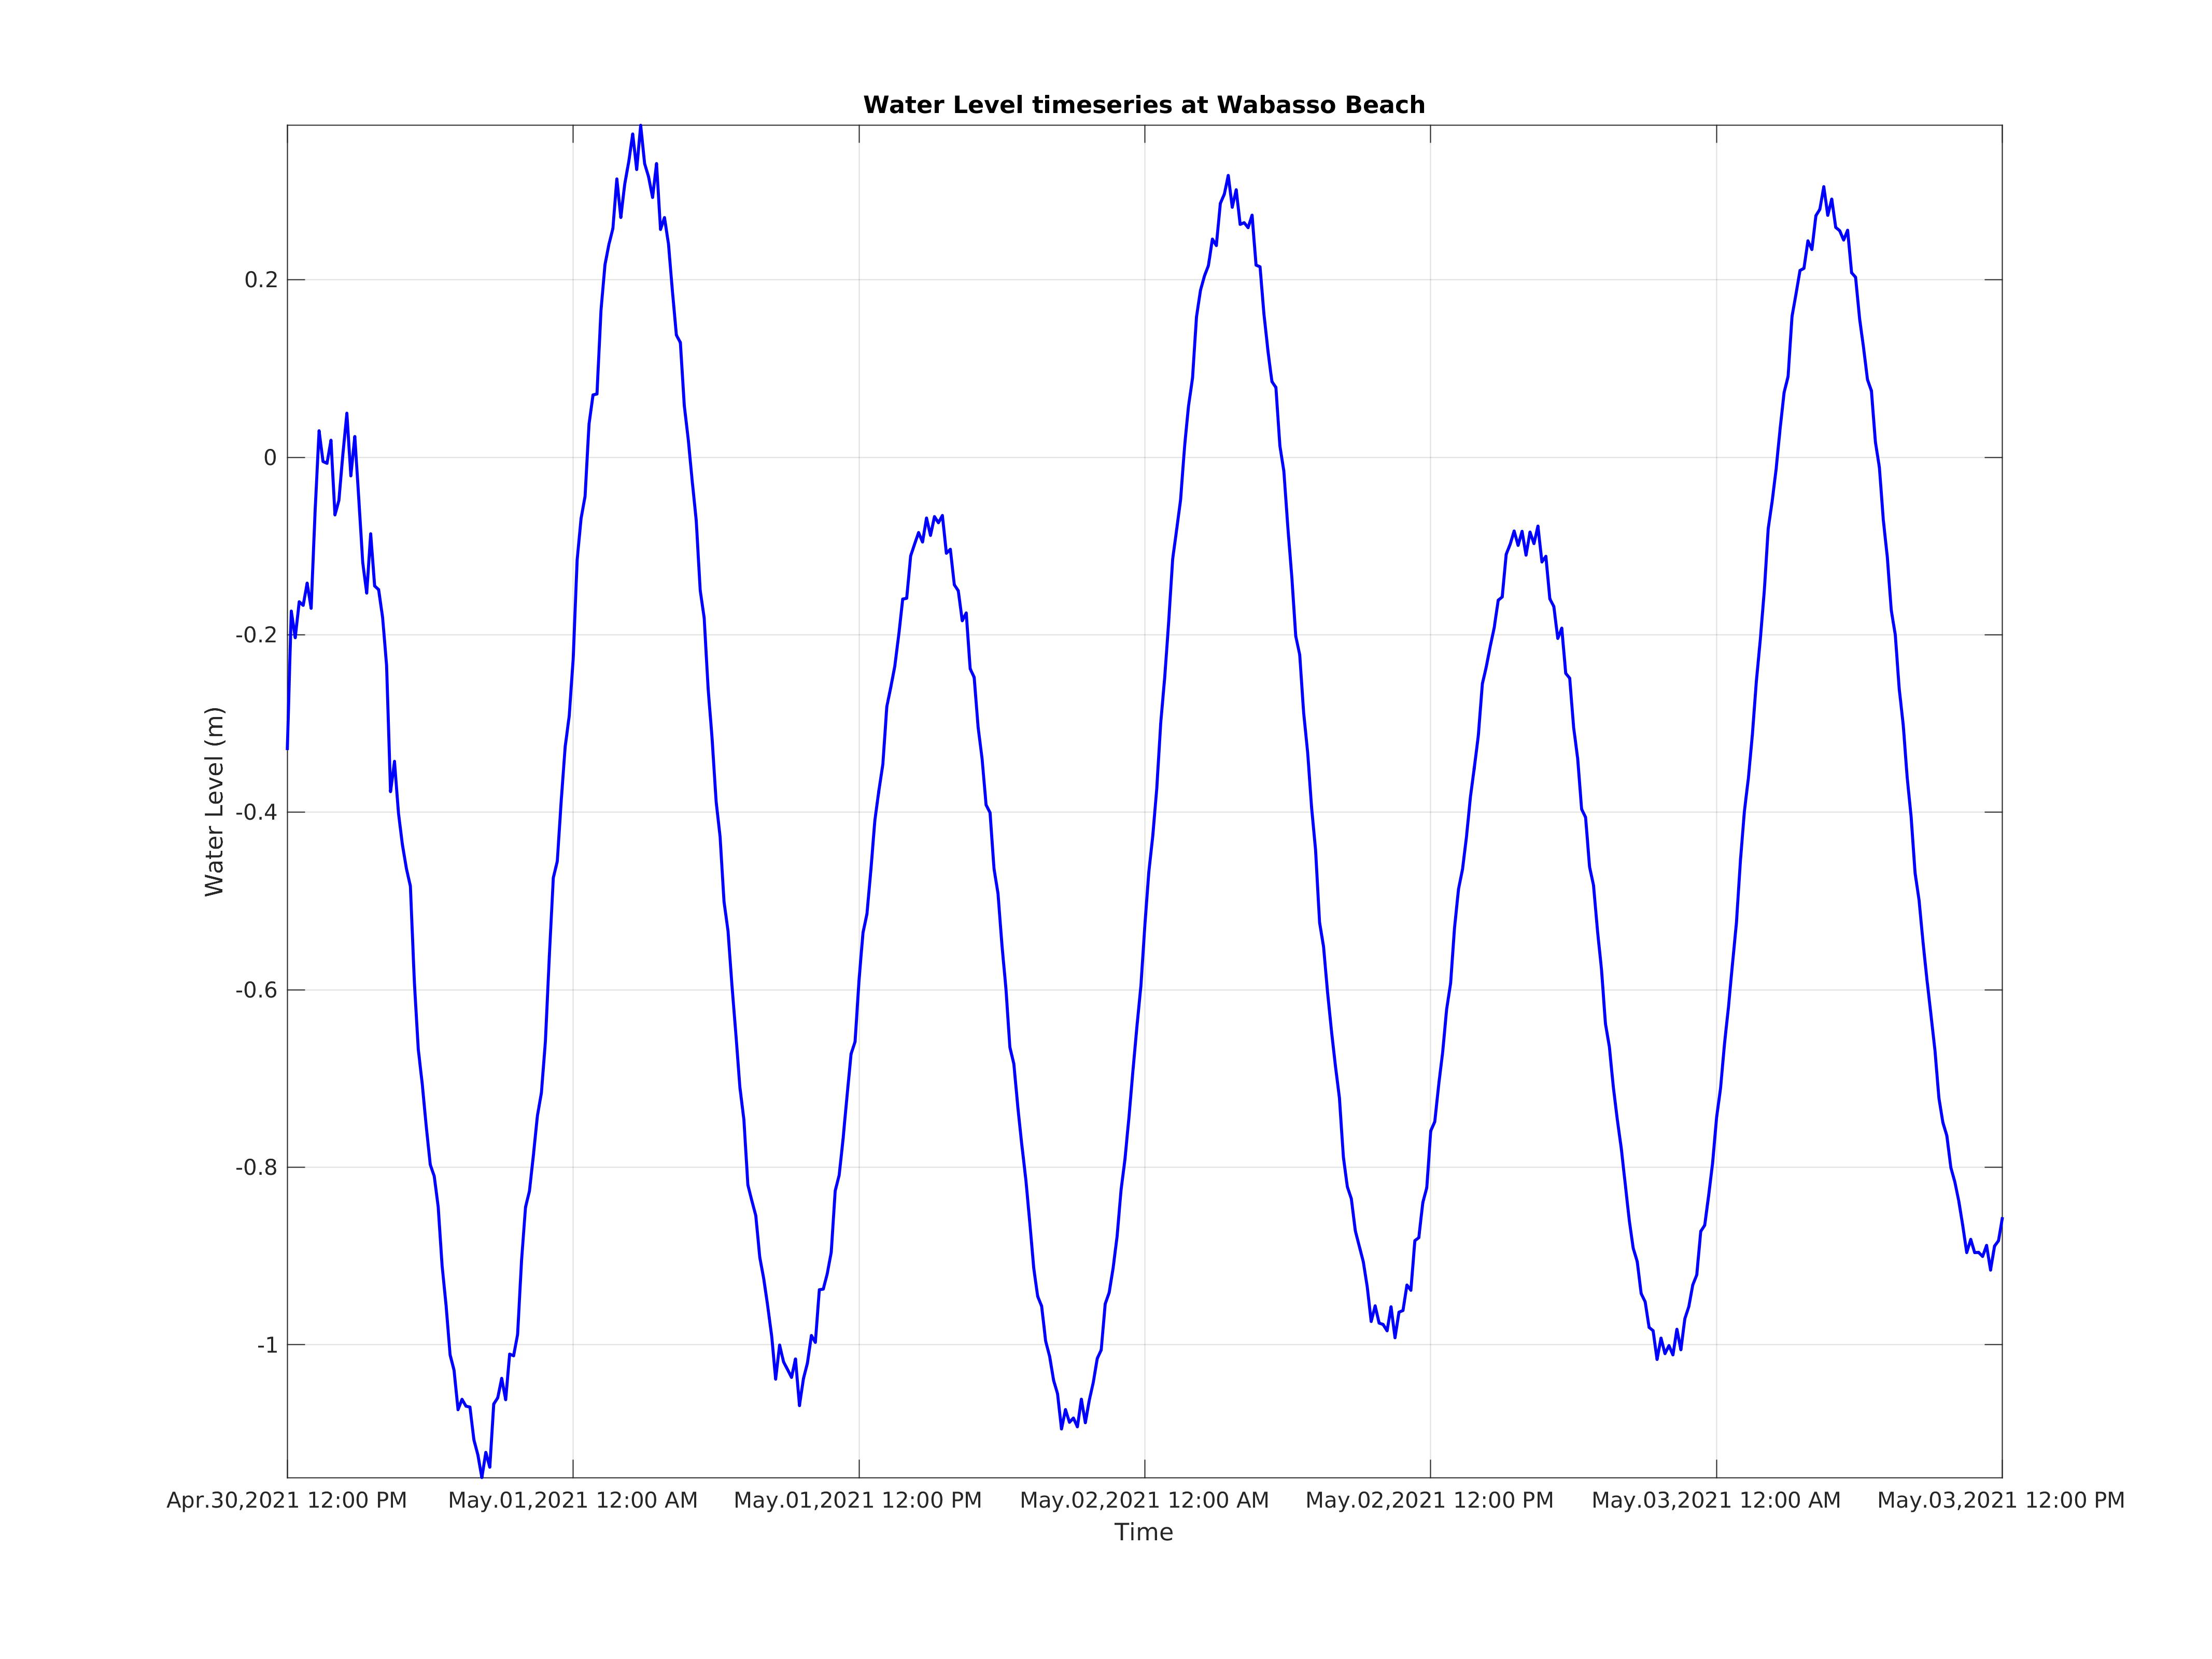 Water Level timeseries at Wabasso Beach
0.2
0
-0.2
-0.4
-0.6
-0.8
-1
Water Level (m)
Apr.30,2021 12:00 PM May.01,2021 12:00 AM May.01,2021 12:00 PM May.02,2021 12:00 AM May.02,2021 12:00 PM May.03,2021 12:00 AM May.03,2021 12:00 PM
Time